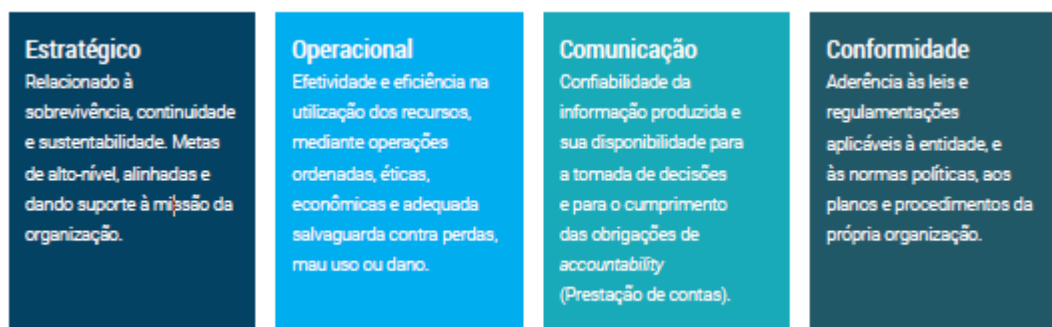 Estratégico
Relacionado à
sobrevivência, continuidade
e sustentabilidade. Metas
de alto-nível, alinhadas e
dando suporte à missão da
organização.
Operacional
Efetividade e eficiência na
utilização dos recursos,
mediante operações
ordenadas, éticas,
econômicas e adequada
salvaguarda contra perdas,
mau uso ou dano.
Comunicação
Confiabilidade da
informação produzida e
sua disponibilidade para
a tomada de decisões
e para o cumprimento
das obrigações de
accountability
(Prestação de contas).
Conformidade
Aderência às leis e
regulamentações
aplicáveis à entidade, e
às normas políticas, aos
planos e procedimentos da
própria organização.